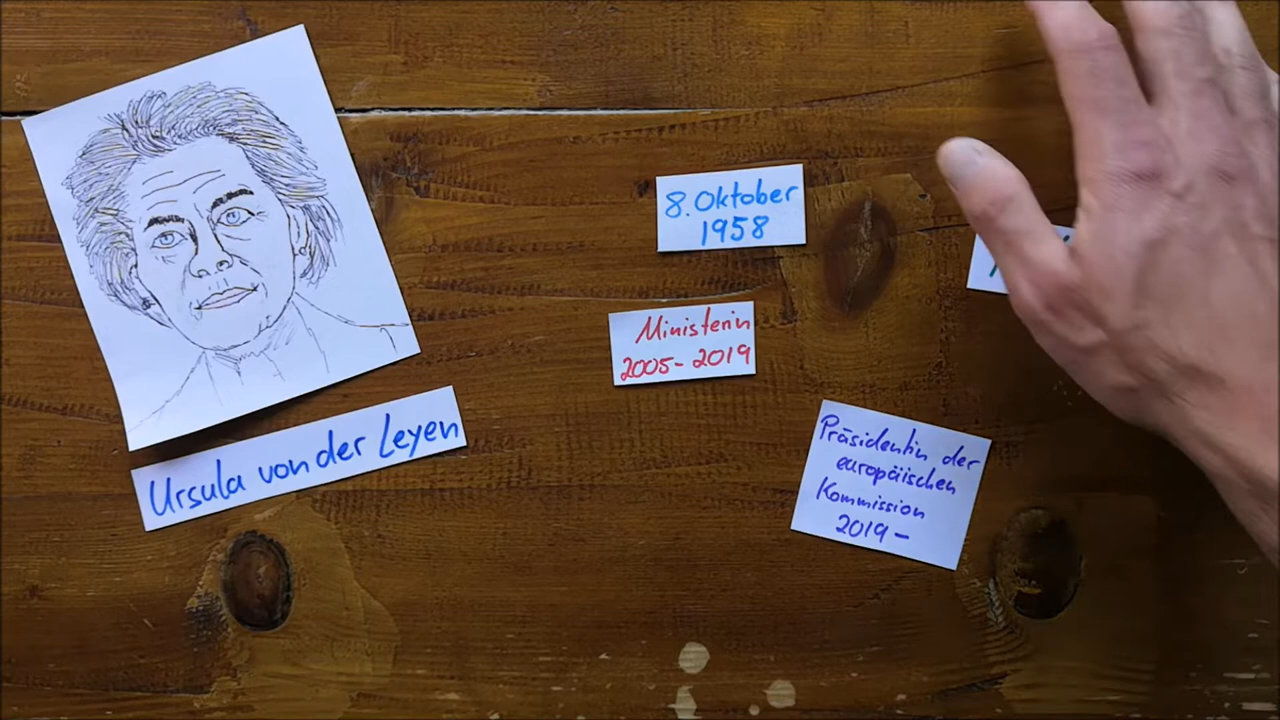 8. Oktober
1958
Ministerin
2005-2019
Ursula von der Leyen
Präsidentin der
europäischen
Kommission
2019-